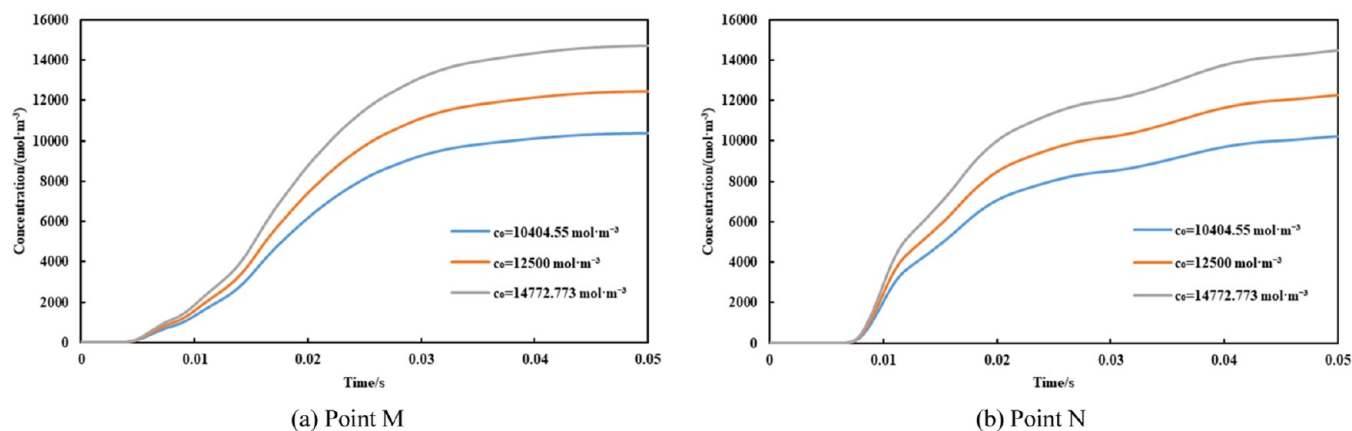 16000
14000
12000
10000
8000
6000
4000
2000
0
Concentration/(mol·m⁻³)
c₀=10404.55 mol·m⁻³
c₀=12500 mol·m⁻³
c₀=14772.773 mol·m⁻³
0 0.01 0.02 0.03 0.04 0.05
Time/s
(a) Point M
16000
14000
12000
10000
8000
6000
4000
2000
0
Concentration/(mol·m⁻³)
c₀=10404.55 mol·m⁻³
c₀=12500 mol·m⁻³
c₀=14772.773 mol·m⁻³
0 0.01 0.02 0.03 0.04 0.05
Time/s
(b) Point N